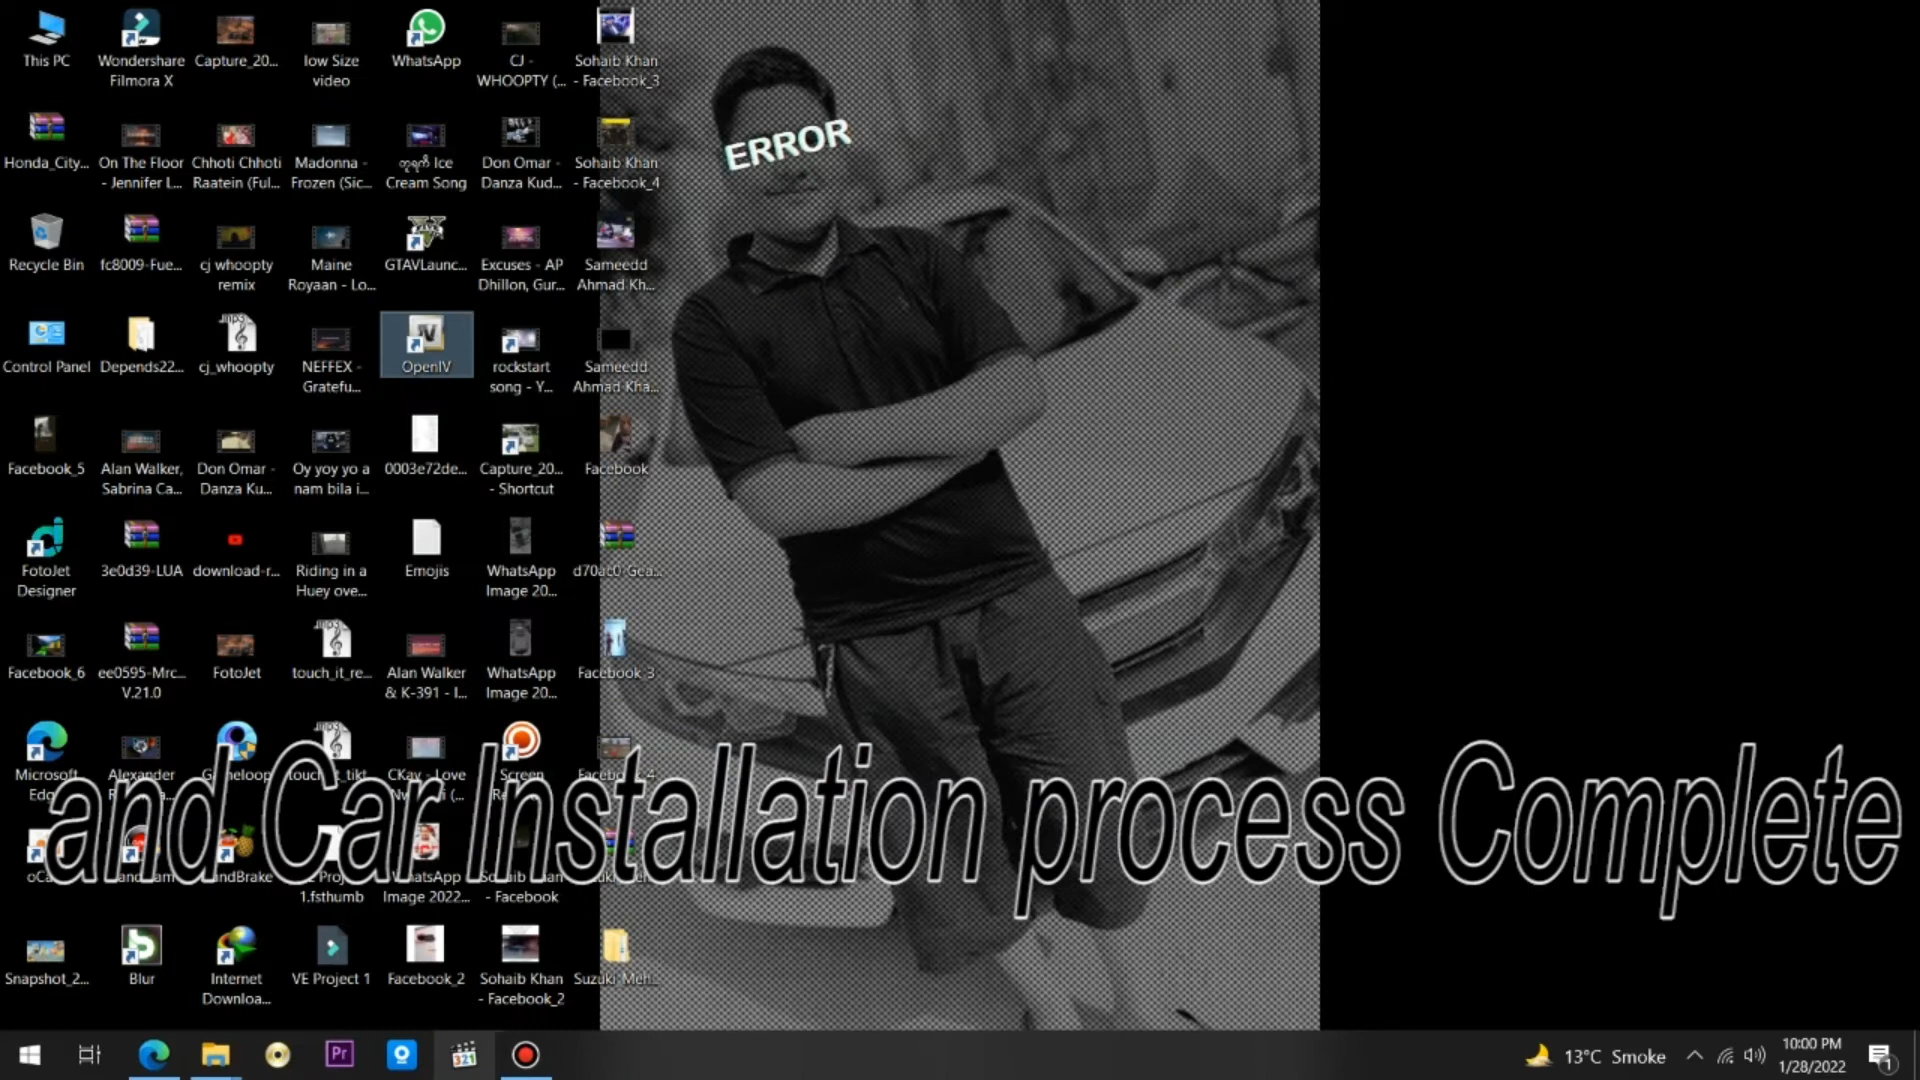 This PC
Wondershare
Filmora X
Capture_20...
low Size
video
WhatsApp
CJ -
WHOOPTY (...
Sohaib Khan
- Facebook_3
ERROR
Honda_City...
On The Floor
- Jennifer L...
Chhoti Chhoti
Raatein (Ful...
Madonna -
Frozen (Sic...
Ice
Cream Song
Don Omar -
Danza Kud...
Sohaib Khan
- Facebook_4
Recycle Bin
fc8009-Fue...
cj whoopty
remix
Maine
Royaan - Lo...
GTAVLaunc...
Excuses - AP
Dhillon, Gur...
Sameedd
Ahmad Kh...
Control Panel
Depends22...
mp3
cj_whoopty
NEFFEX -
Gratefu...
OpenIV
rockstart
song - Y...
Sameedd
Ahmad Kha...
Facebook_5
Alan Walker,
Sabrina Ca...
Don Omar -
Danza Ku...
Oy yoy yo a
nam bila i...
0003e72de...
Capture_20...
- Shortcut
Facebook
FotoJet
Designer
3e0d39-LUA
download-r...
Riding in a
Huey ove...
Emojis
WhatsApp
Image 20...
d70ac0-Gea...
Facebook_6
ee0595-Mrc...
V.21.0
FotoJet
mp3
touch_it_re...
Alan Walker
& K-391 - I...
WhatsApp
Image 20...
Facebook_3
Microsoft
Alexander
Gameloop
mp3
CKay - Love
Screen
and Car Installation process Complete
1.fsthumb
WhatsApp
Image 2022...
Sohaib Khan
- Facebook
Snapshot_2...
Blur
Internet
Downloa...
VE Project 1
Facebook_2
Sohaib Khan
- Facebook_2
Suzuki Meh...
Pr
321
13°C Smoke
10:00 PM
1/28/2022
1